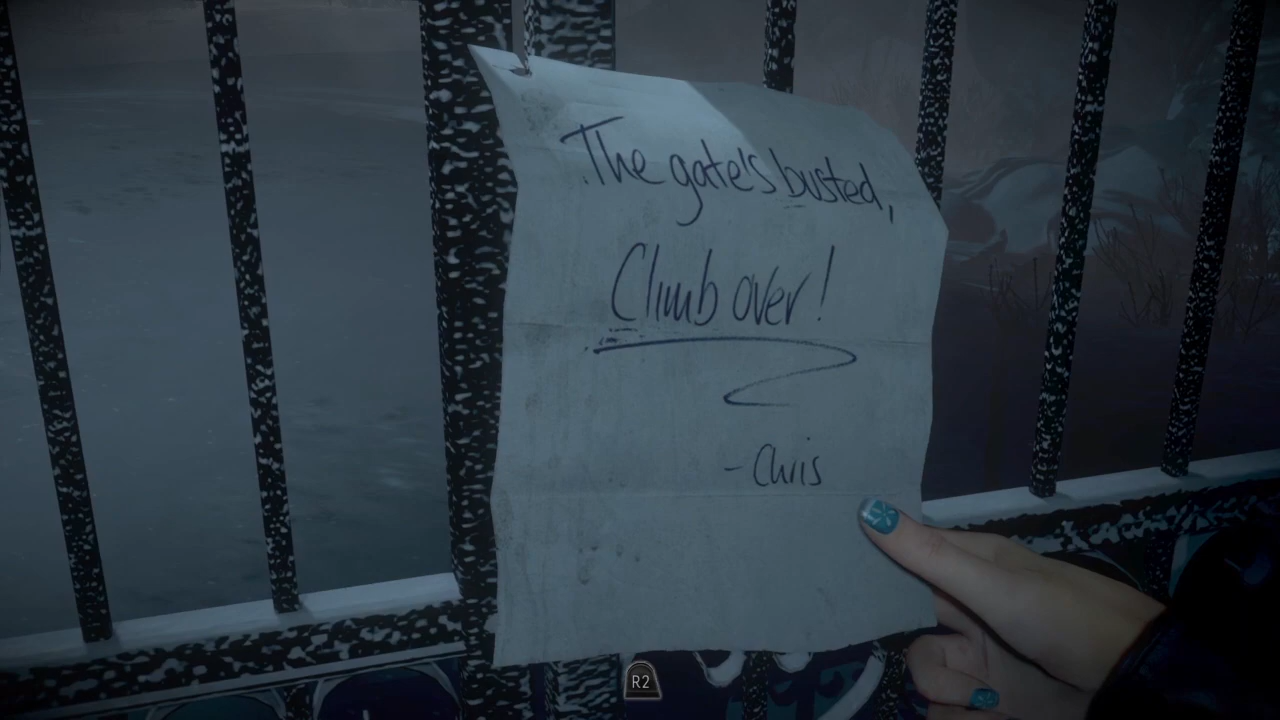 The gate's busted,
Climb over!
- Chris
R2